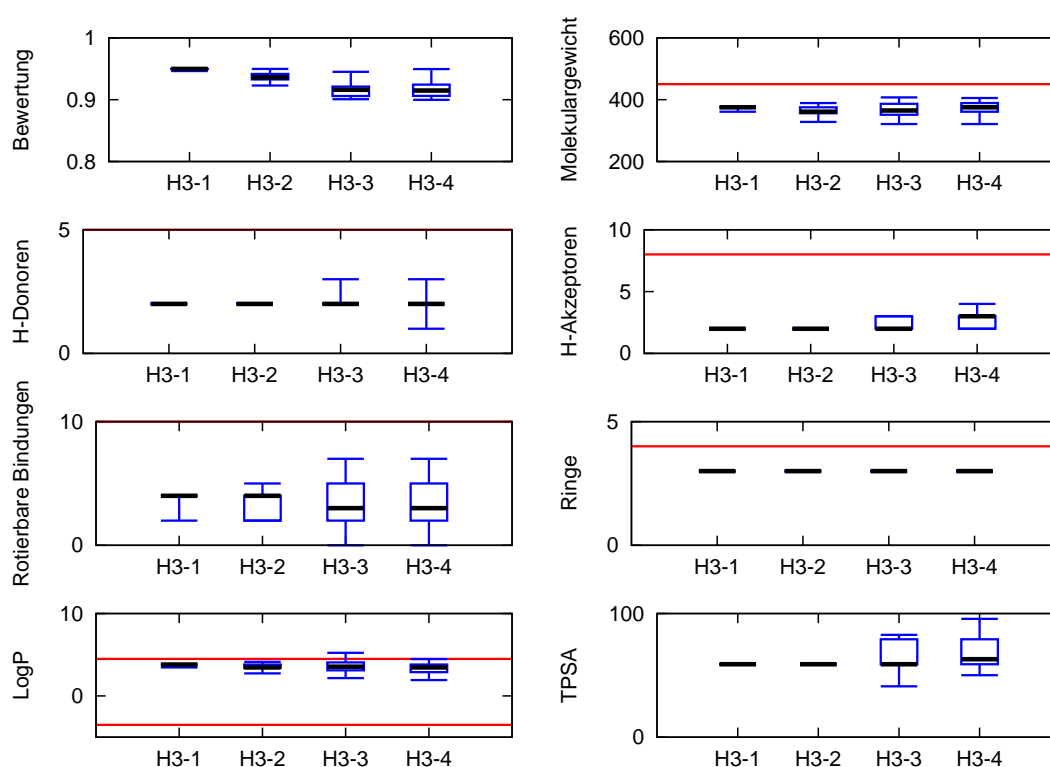 Bewertung
1
0.9
0.8
H3-1 H3-2 H3-3 H3-4
Molekulargewicht
600
400
200
H3-1 H3-2 H3-3 H3-4
H-Donoren
5
0
H3-1 H3-2 H3-3 H3-4
H-Akzeptoren
10
5
0
H3-1 H3-2 H3-3 H3-4
Rotierbare Bindungen
10
0
H3-1 H3-2 H3-3 H3-4
Ringe
5
0
H3-1 H3-2 H3-3 H3-4
LogP
10
0
H3-1 H3-2 H3-3 H3-4
TPSA
100
0
H3-1 H3-2 H3-3 H3-4